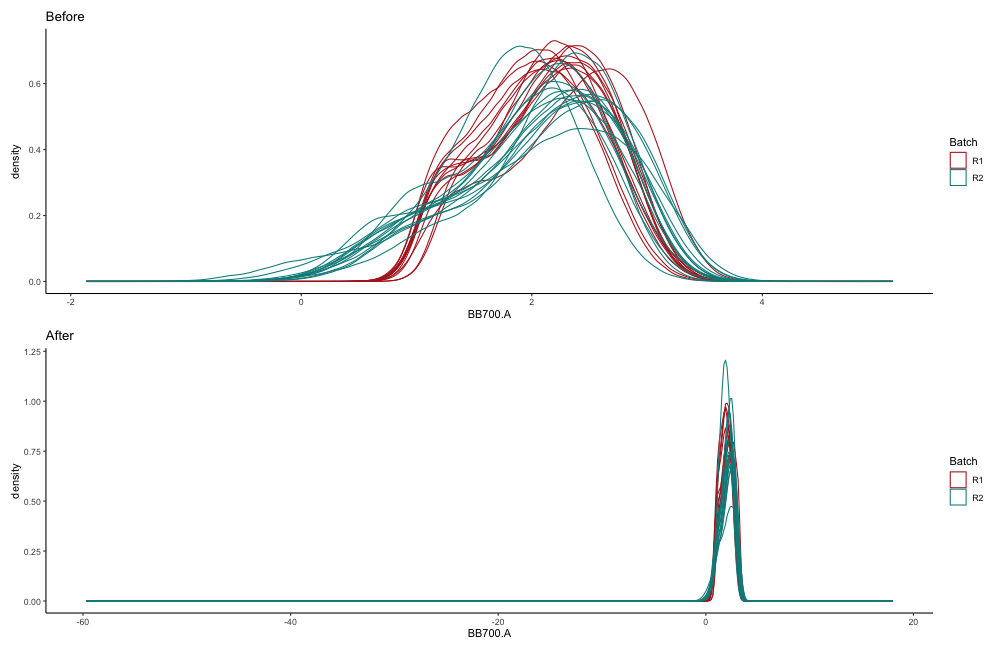 Before
density
0.6
0.4
0.2
0.0
-2 0 2 4
BB700.A
Batch
R1
R2
After
density
1.25
1.00
0.75
0.50
0.25
0.00
-60 -40 -20 0 20
BB700.A
Batch
R1
R2